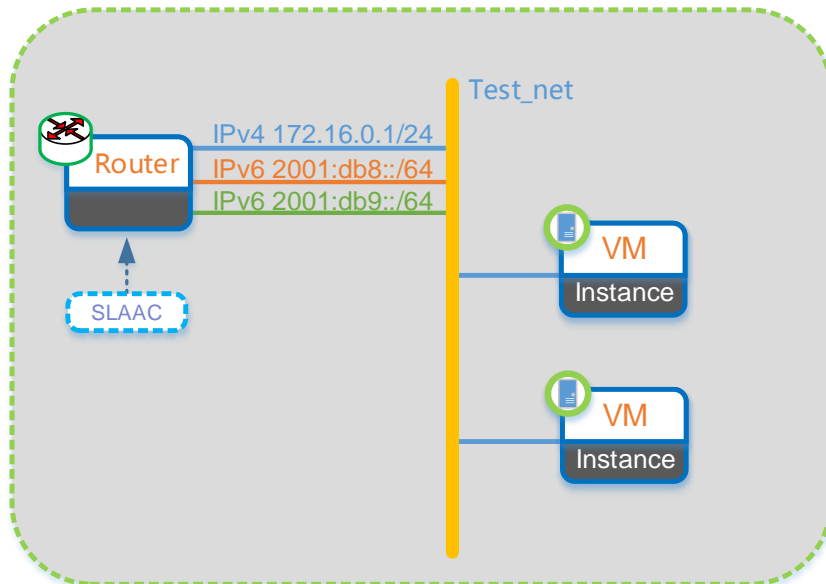 Test_net
IPv4 172.16.0.1/24
Router
IPv6 2001:db8::/64
IPv6 2001:db9::/64
VM
Instance
SLAAC
VM
Instance